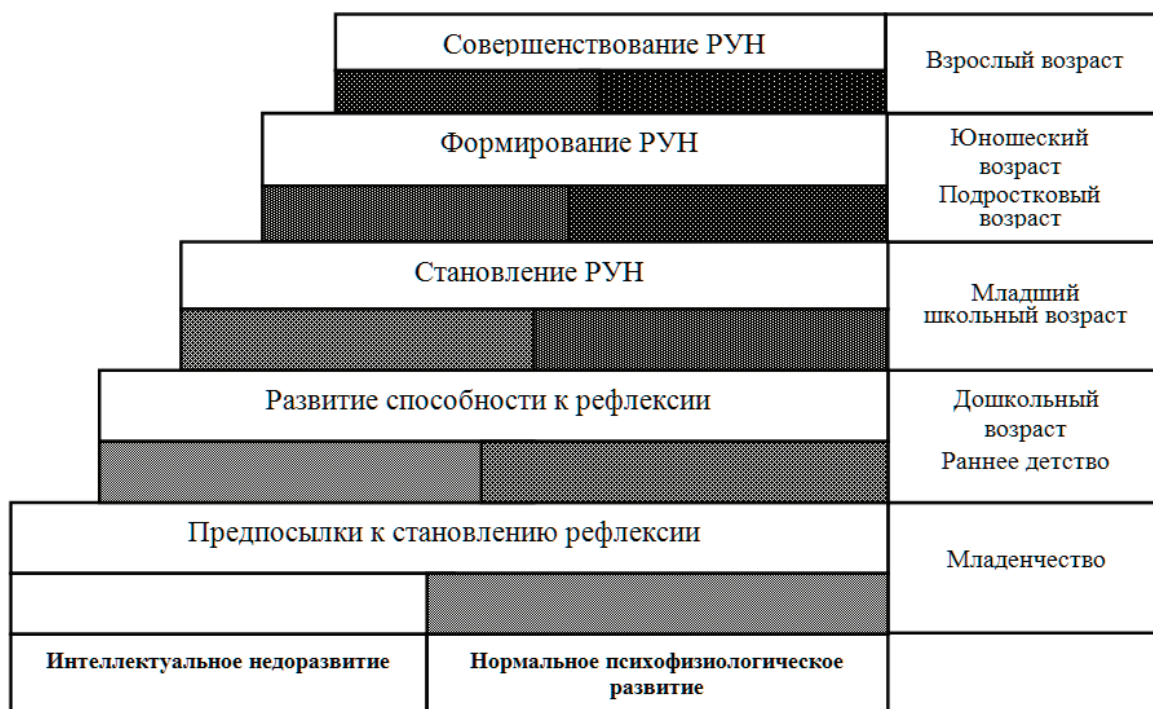 Совершенствование РУН
Взрослый возраст
Формирование РУН
Юношеский
возраст
Подростковый
возраст
Становление РУН
Младший
школьный возраст
Развитие способности к рефлексии
Дошкольный
возраст
Раннее детство
Предпосылки к становлению рефлексии
Младенчество
Интеллектуальное недоразвитие
Нормальное психофизиологическое
развитие